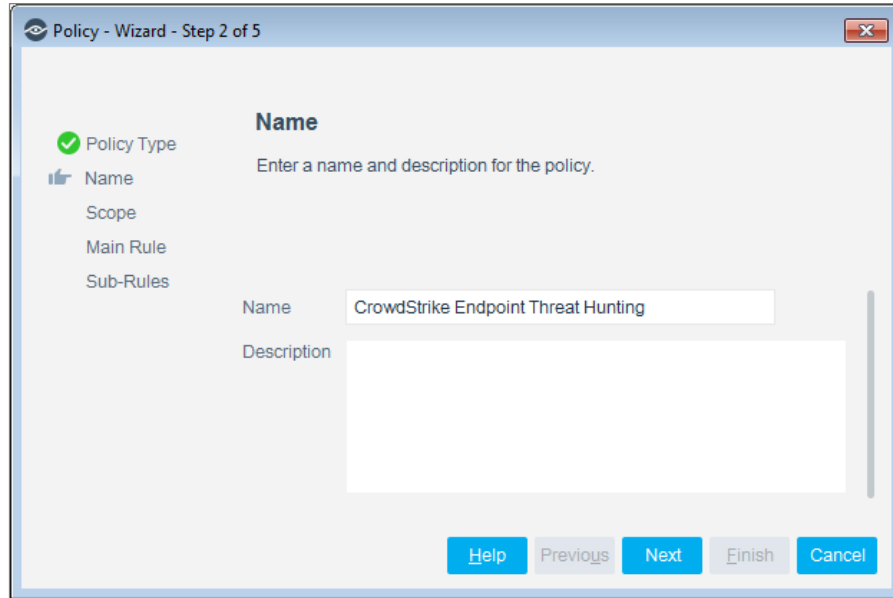 Policy - Wizard - Step 2 of 5
Policy Type
Name
Scope
Main Rule
Sub-Rules
Name
Enter a name and description for the policy.
Name
CrowdStrike Endpoint Threat Hunting
Description
Help
Previous
Next
Finish
Cancel